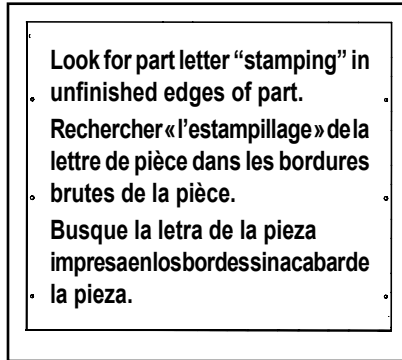 Look for part letter “stamping” in
unfinished edges of part.
Rechercher «l’estampillage» de la
lettre de pièce dans les bordures
brutes de la pièce.
Busque la letra de la pieza
impresaenlosbordessinacabarde
la pieza.